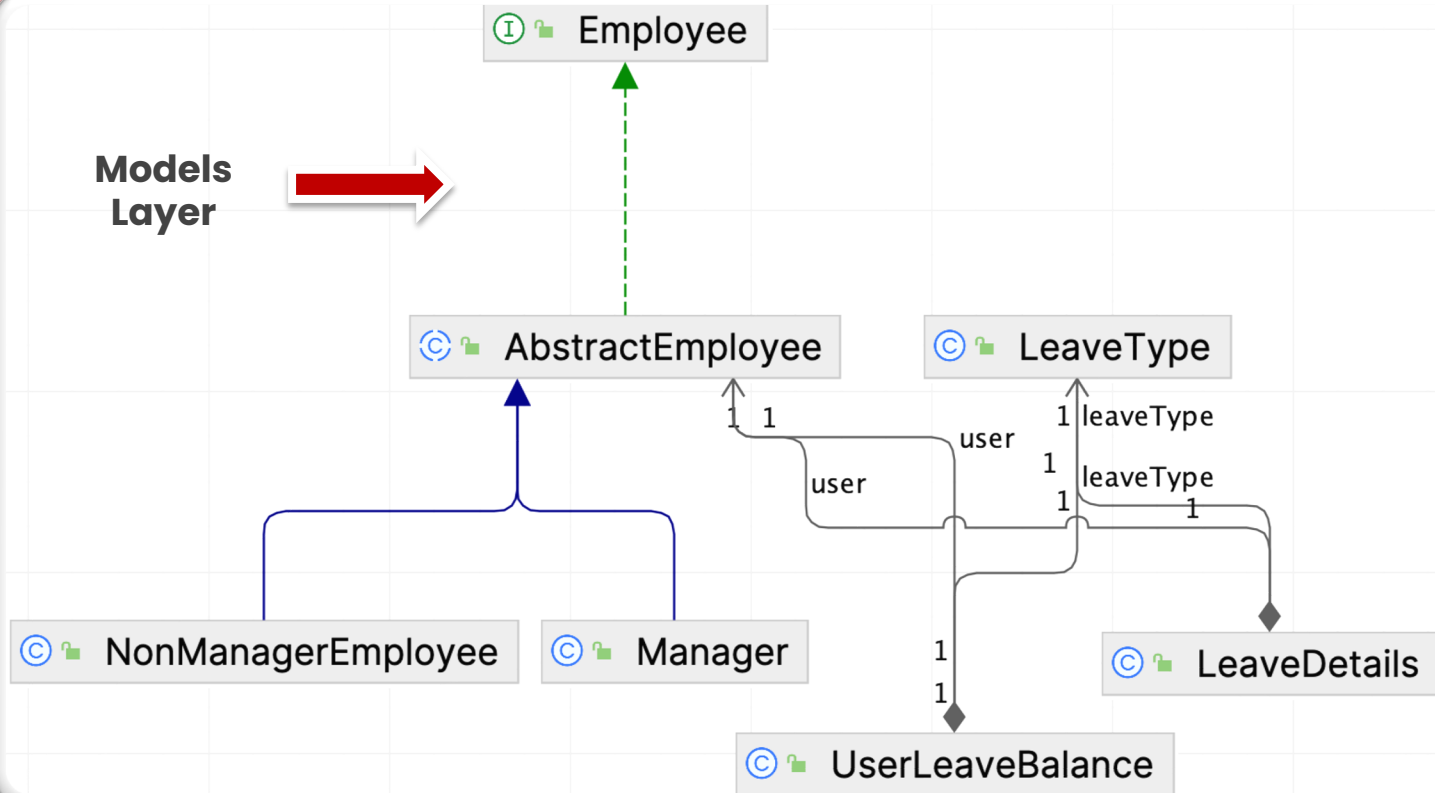 I Employee
Models
Layer
C AbstractEmployee
C LeaveType
1 1
1 leaveType
user
1
leaveType
user
1
1
C NonManagerEmployee
C Manager
1
C LeaveDetails
1
C UserLeaveBalance